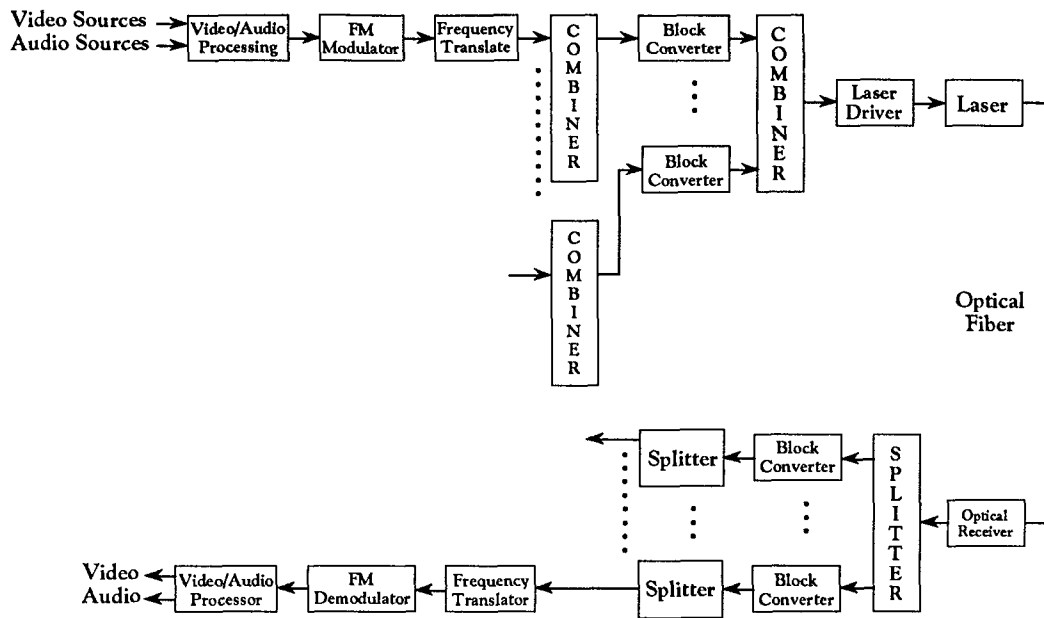 Video Sources
Audio Sources
Video/Audio
Processing
FM
Modulator
Frequency
Translate
COMBINER
Block
Converter
COMBINER
Laser
Driver
Laser
Block
Converter
COMBINER
Optical
Fiber
Splitter
Block
Converter
SPLITTER
Optical
Receiver
Video
Audio
Video/Audio
Processor
FM
Demodulator
Frequency
Translator
Splitter
Block
Converter